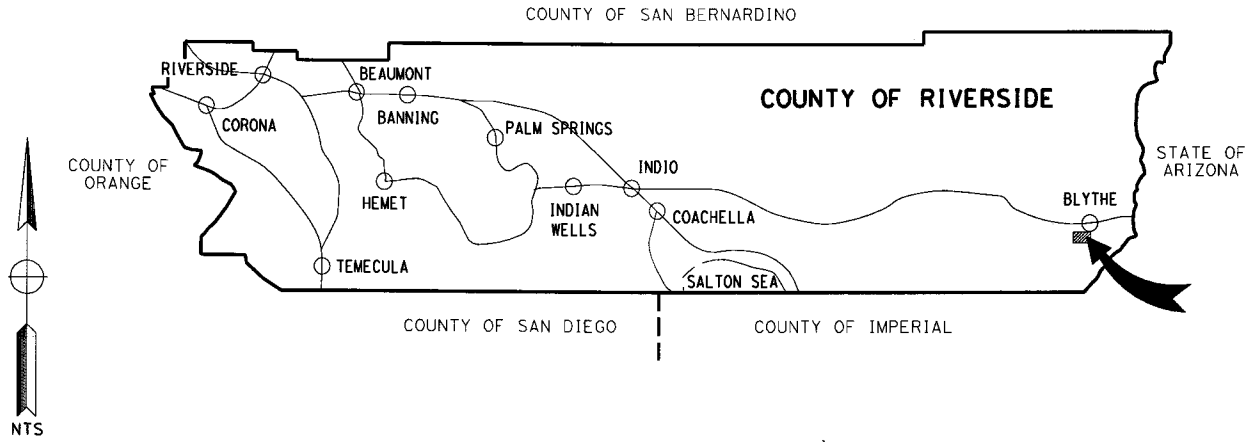 COUNTY OF SAN BERNARDINO
RIVERSIDE
BEAUMONT
COUNTY OF RIVERSIDE
BANNING
CORONA
PALM SPRINGS
COUNTY OF
ORANGE
STATE OF
ARIZONA
INDIO
HEMET
INDIAN
WELLS
COACHELLA
BLYTHE
TEMECULA
SALTON SEA
COUNTY OF SAN DIEGO
COUNTY OF IMPERIAL
NTS